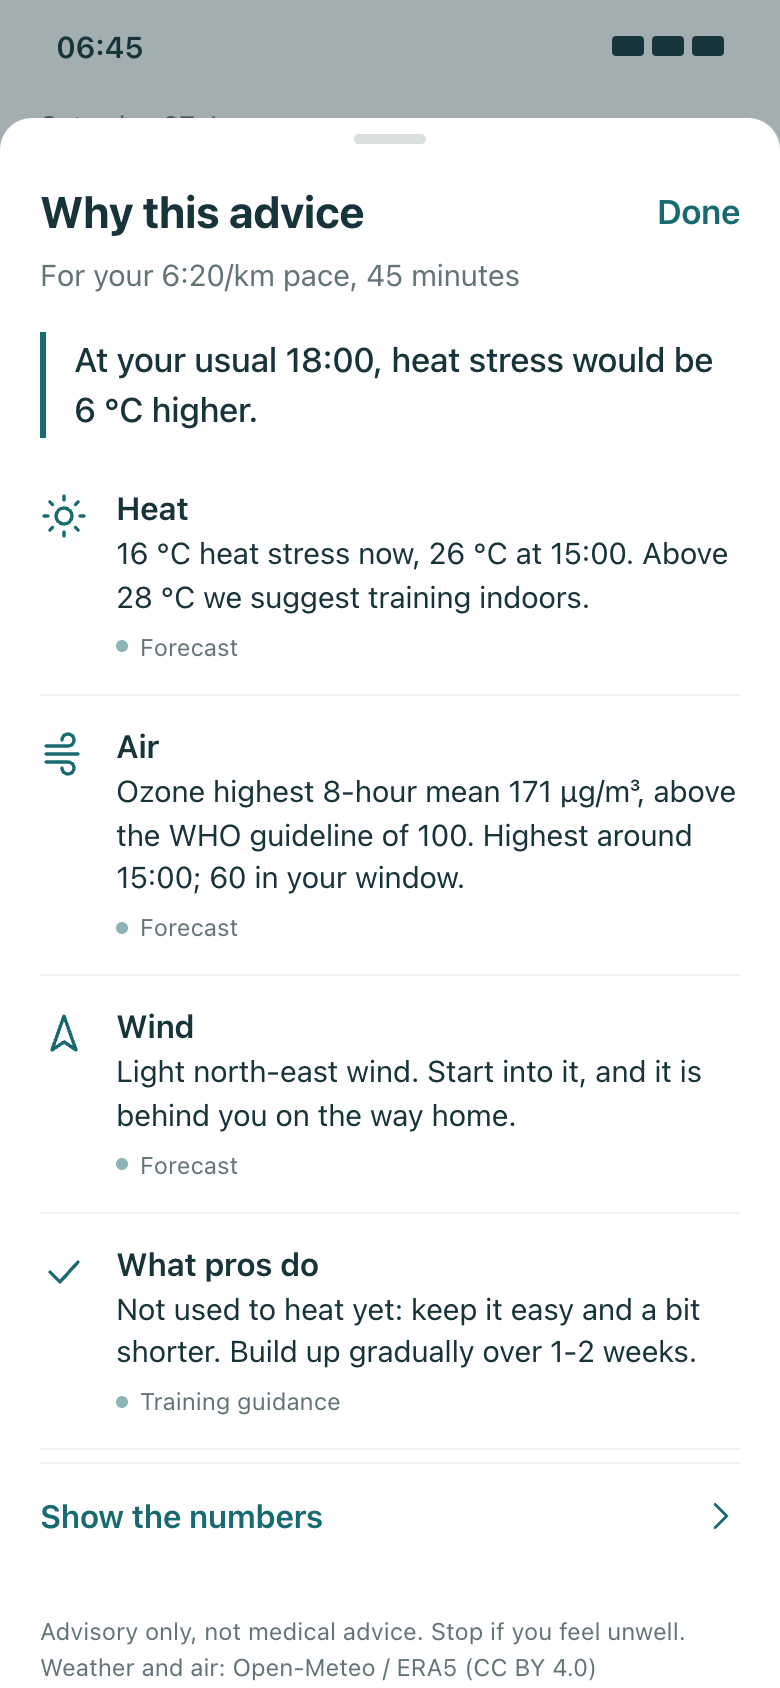 06:45
Why this advice
Done
For your 6:20/km pace, 45 minutes
At your usual 18:00, heat stress would be
6 °C higher.
Heat
16 °C heat stress now, 26 °C at 15:00. Above
28 °C we suggest training indoors.
Forecast
Air
Ozone highest 8-hour mean 171 µg/m³, above
the WHO guideline of 100. Highest around
15:00; 60 in your window.
Forecast
Wind
Light north-east wind. Start into it, and it is
behind you on the way home.
Forecast
What pros do
Not used to heat yet: keep it easy and a bit
shorter. Build up gradually over 1-2 weeks.
Training guidance
Show the numbers
Advisory only, not medical advice. Stop if you feel unwell.
Weather and air: Open-Meteo / ERA5 (CC BY 4.0)